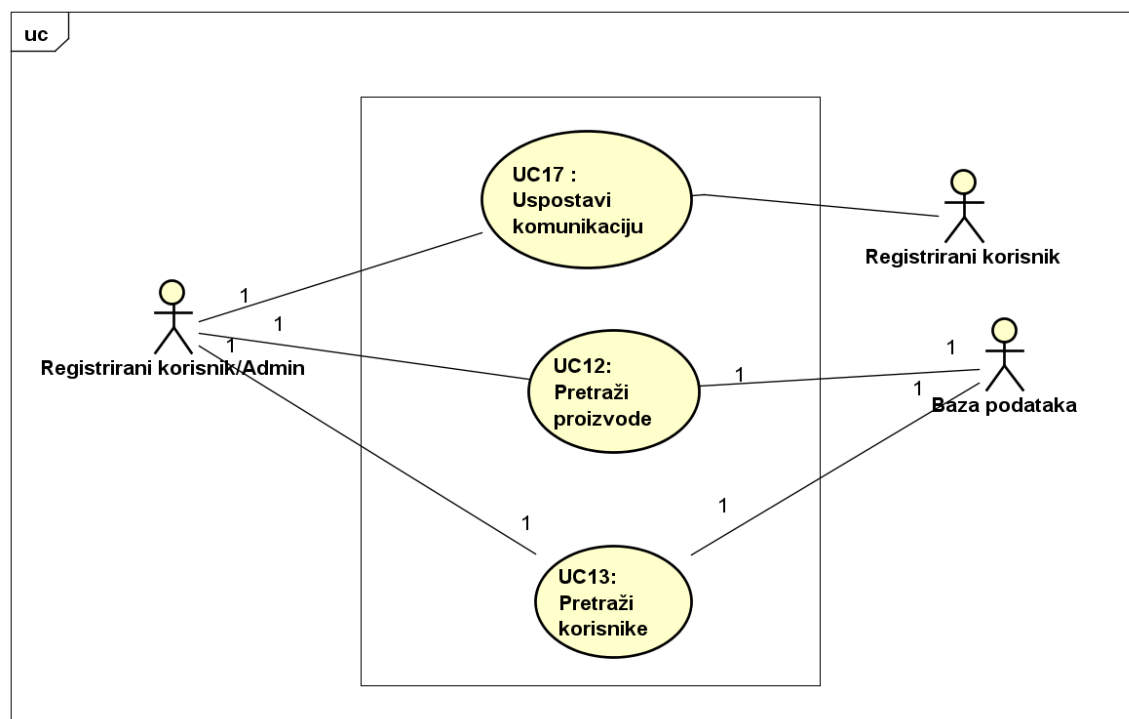 uc
UC17 :
Uspostavi
komunikaciju
Registrirani korisnik
1
1
1
Registrirani korisnik/Admin
UC12:
Pretraži
proizvode
1
1
1
Baza podataka
1
1
UC13:
Pretraži
korisnike